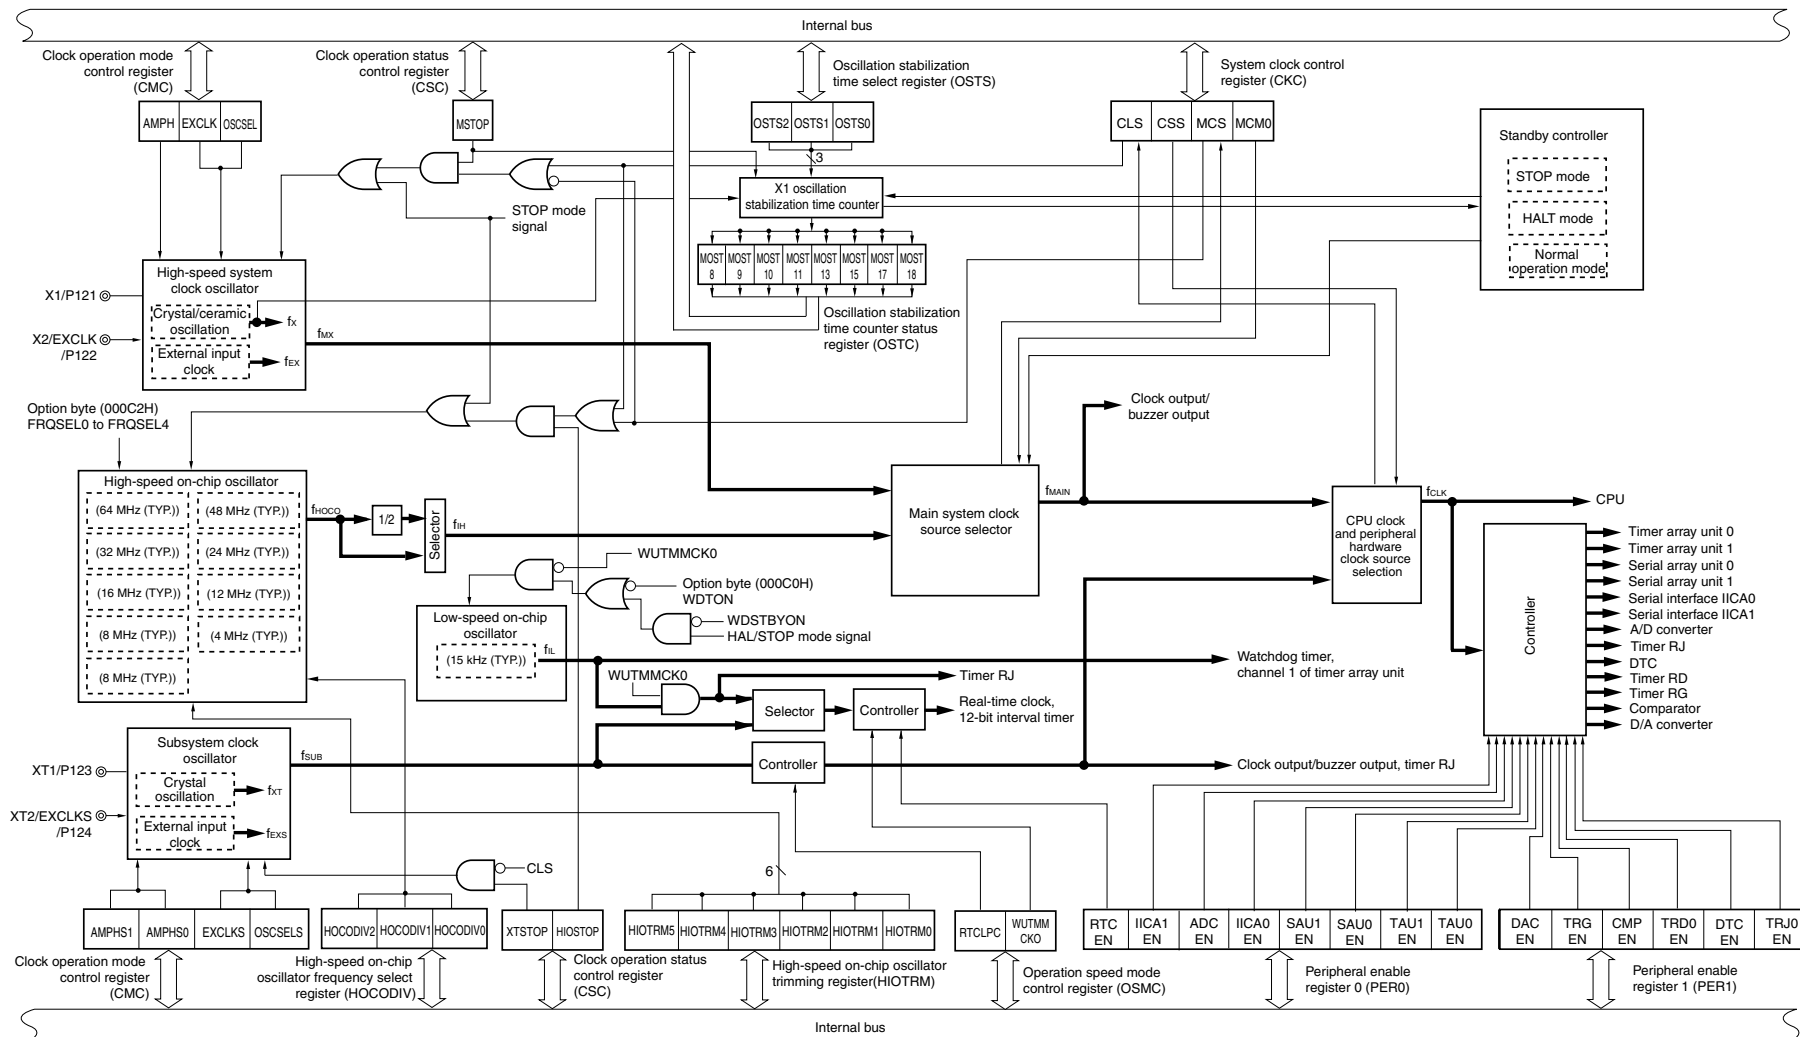 Internal bus
Clock operation mode
control register
(CMC)
Clock operation status
control register
(CSC)
Oscillation stabilization
time select register (OSTS)
System clock control
register (CKC)
AMPH EXCLK OSCSEL
MSTOP
OSTS2 OSTS1 OSTS0
CLS CSS MCS MCM0
3
Standby controller
STOP mode
HALT mode
Normal
operation mode
X1 oscillation
stabilization time counter
STOP mode
signal
MOST
8
MOST
9
MOST
10
MOST
11
MOST
13
MOST
15
MOST
17
MOST
18
Oscillation stabilization
time counter status
register (OSTC)
High-speed system
clock oscillator
X1/P121
Crystal/ceramic
oscillation
fX
X2/EXCLK
/P122
External input
clock
fEX
fMX
Clock output/
buzzer output
Option byte (000C2H)
FRQSEL0 to FRQSEL4
High-speed on-chip oscillator
(64 MHz (TYP.)) (48 MHz (TYP.))
(32 MHz (TYP.)) (24 MHz (TYP.))
(16 MHz (TYP.)) (12 MHz (TYP.))
(8 MHz (TYP.)) (4 MHz (TYP.))
(8 MHz (TYP.))
fHOCO
1/2
Selector
fIH
Main system clock
source selector
fMAIN
CPU clock
and peripheral
hardware
clock source
selection
fCLK
CPU
Controller
Timer array unit 0
Timer array unit 1
Serial array unit 0
Serial array unit 1
Serial interface IICA0
Serial interface IICA1
A/D converter
Timer RJ
DTC
Timer RD
Timer RG
Comparator
D/A converter
WUTMMCK0
Option byte (000C0H)
WDTON
WDSTBYON
HAL/STOP mode signal
Low-speed on-chip
oscillator
(15 kHz (TYP.))
fIL
Watchdog timer,
channel 1 of timer array unit
WUTMMCK0
Timer RJ
Selector
Controller
Real-time clock,
12-bit interval timer
Subsystem clock
oscillator
XT1/P123
Crystal
oscillation
fXT
XT2/EXCLKS
/P124
External input
clock
fEXS
fSUB
Controller
Clock output/buzzer output, timer RJ
CLS
6
AMPHS1 AMPHS0 EXCLKS OSCSELS
HOCODIV2 HOCODIV1 HOCODIV0
XTSTOP HIOSTOP
HIOTRM5 HIOTRM4 HIOTRM3 HIOTRM2 HIOTRM1 HIOTRM0
RTCLPC
WUTMM
CKO
RTC
EN
IICA1
EN
ADC
EN
IICA0
EN
SAU1
EN
SAU0
EN
TAU1
EN
TAU0
EN
DAC
EN
TRG
EN
CMP
EN
TRD0
EN
DTC
EN
TRJ0
EN
Clock operation mode
control register
(CMC)
High-speed on-chip
oscillator frequency select
register (HOCODIV)
Clock operation status
control register
(CSC)
High-speed on-chip oscillator
trimming register(HIOTRM)
Operation speed mode
control register (OSMC)
Peripheral enable
register 0 (PER0)
Peripheral enable
register 1 (PER1)
Internal bus